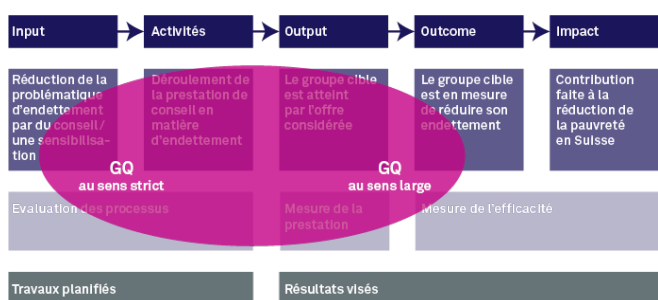 Input
Activités
Output
Outcome
Impact
Réduction de la
problématique
d'endettement
par du conseil/
une sensibilisa-
tion
Déroulement de
la prestation de
conseil en
matière
d'endettement
Le groupe cible
est atteint
par l'offre
considérée
Le groupe cible
est en mesure
de réduire son
endettement
Contribution
faite à la
réduction de
la pauvreté
en Suisse
GQ
au sens strict
GQ
au sens large
Evaluation des processus
Mesure de la
prestation
Mesure de l'efficacité
Travaux planifiés
Résultats visés